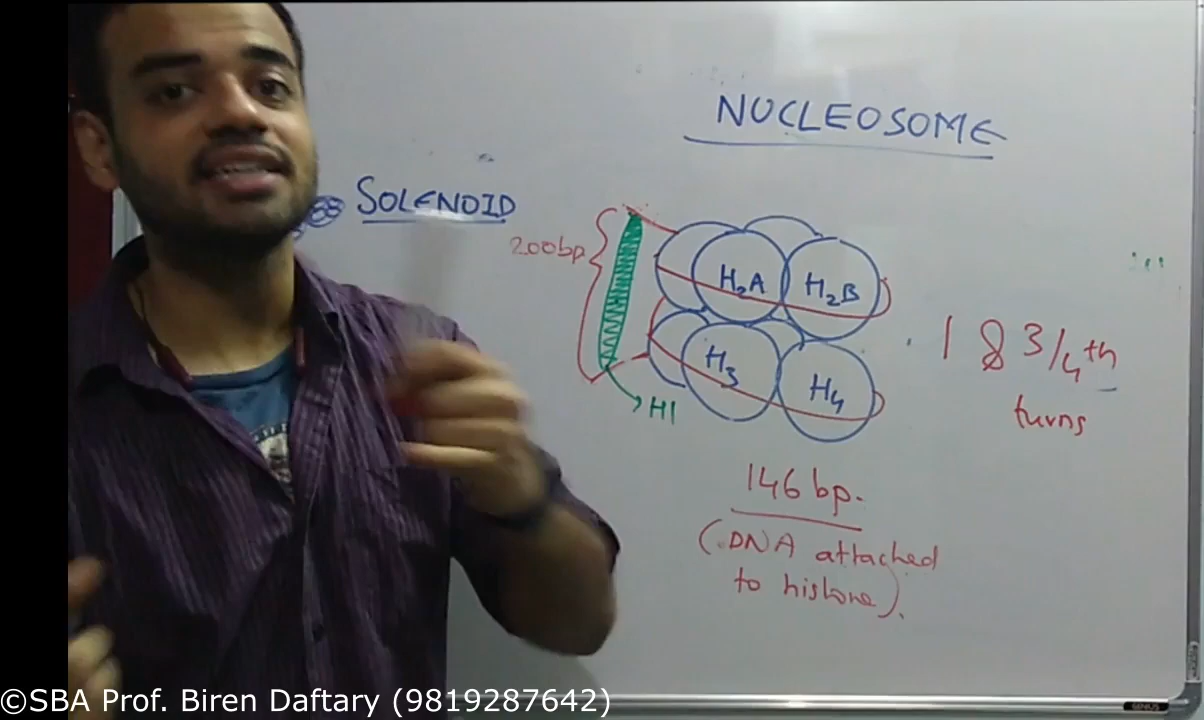 NUCLEOSOME
SOLENOID
200bp
H2A
H2B
H3
H4
H1
1 & 3/4th
turns
146 bp.
(DNA attached
to histone).
©SBA Prof. Biren Daftary (9819287642)